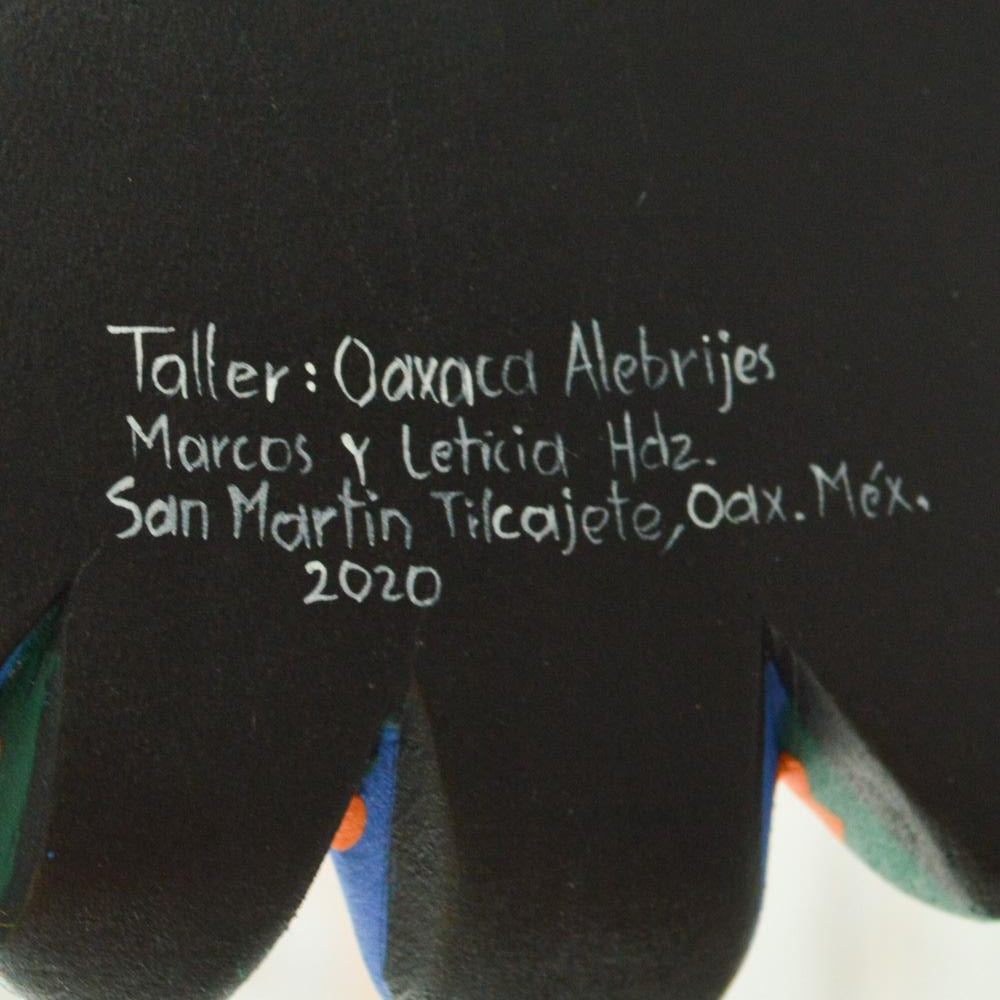 Taller: Oaxaca Alebrijes
Marcos y Leticia Hdz.
San Martin Tilcajete, Oax. Méx.
2020